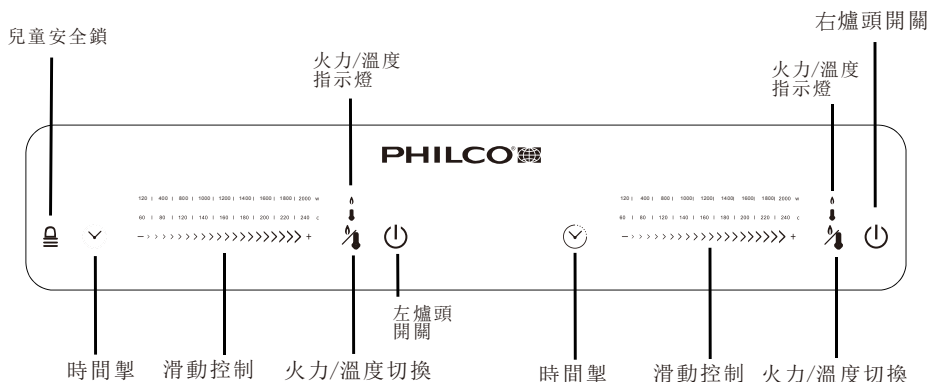 右爐頭開關
兒童安全鎖
火力/溫度
指示燈
火力/溫度
指示燈
PHILCO
120 | 400 | 800 | 1000 | 1200 | 1400 | 1600 | 1800 | 2000 w
60 | 80 | 120 | 140 | 160 | 180 | 200 | 220 | 240 c
− +
120 | 400 | 800 | 1000 | 1200 | 1400 | 1600 | 1800 | 2000 w
60 | 80 | 120 | 140 | 160 | 180 | 200 | 220 | 240 c
− +
左爐頭
開關
時間掣
滑動控制
火力/溫度切換
時間掣
滑動控制
火力/溫度切換